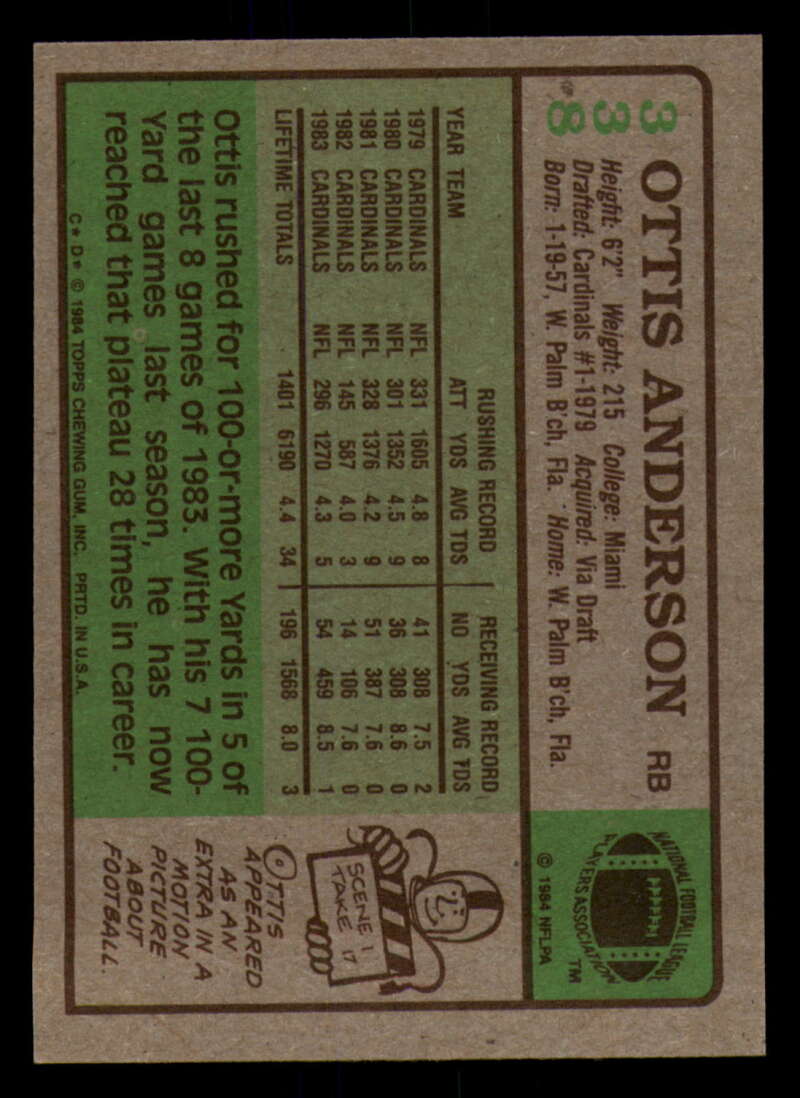 338
OTTIS ANDERSON RB
Height: 6'2" Weight: 215 College: Miami
Drafted: Cardinals #1-1979 Acquired: Via Draft
Born: 1-19-57, W. Palm B'ch, Fla. Home: W. Palm B'ch, Fla.
NATIONAL FOOTBALL LEAGUE
PLAYERS ASSOCIATION
TM
© 1984 NFLPA
RUSHING RECORD RECEIVING RECORD
YEAR TEAM ATT YDS AVG TDS NO YDS AVG TDS
1979 CARDINALS NFL 331 1605 4.8 8 41 308 7.5 2
1980 CARDINALS NFL 301 1352 4.5 9 36 308 8.6 0
1981 CARDINALS NFL 328 1376 4.2 9 51 387 7.6 0
1982 CARDINALS NFL 145 587 4.0 3 14 106 7.6 0
1983 CARDINALS NFL 296 1270 4.3 5 54 459 8.5 1
LIFETIME TOTALS 1401 6190 4.4 34 196 1568 8.0 3
Ottis rushed for 100-or-more Yards in 5 of
the last 8 games of 1983. With his 7 100-
Yard games last season, he has now
reached that plateau 28 times in career.
C* D* © 1984 TOPPS CHEWING GUM, INC. PRTD. IN U.S.A.
SCENE 1
TAKE 17
OTTIS
APPEARED
AS AN
EXTRA IN A
MOTION
PICTURE
ABOUT
FOOTBALL.